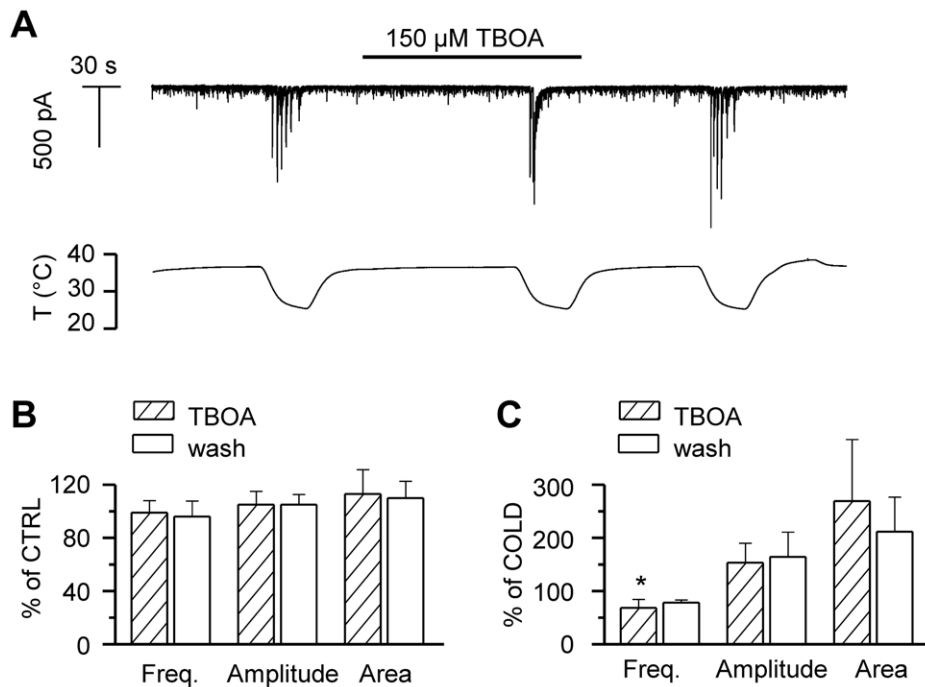 A
150 µM TBOA
30 s
500 pA
T (°C)
40
30
20
B
TBOA
wash
% of CTRL
120
80
40
0
Freq.
Amplitude
Area
C
TBOA
wash
% of COLD
300
200
100
0
*
Freq.
Amplitude
Area